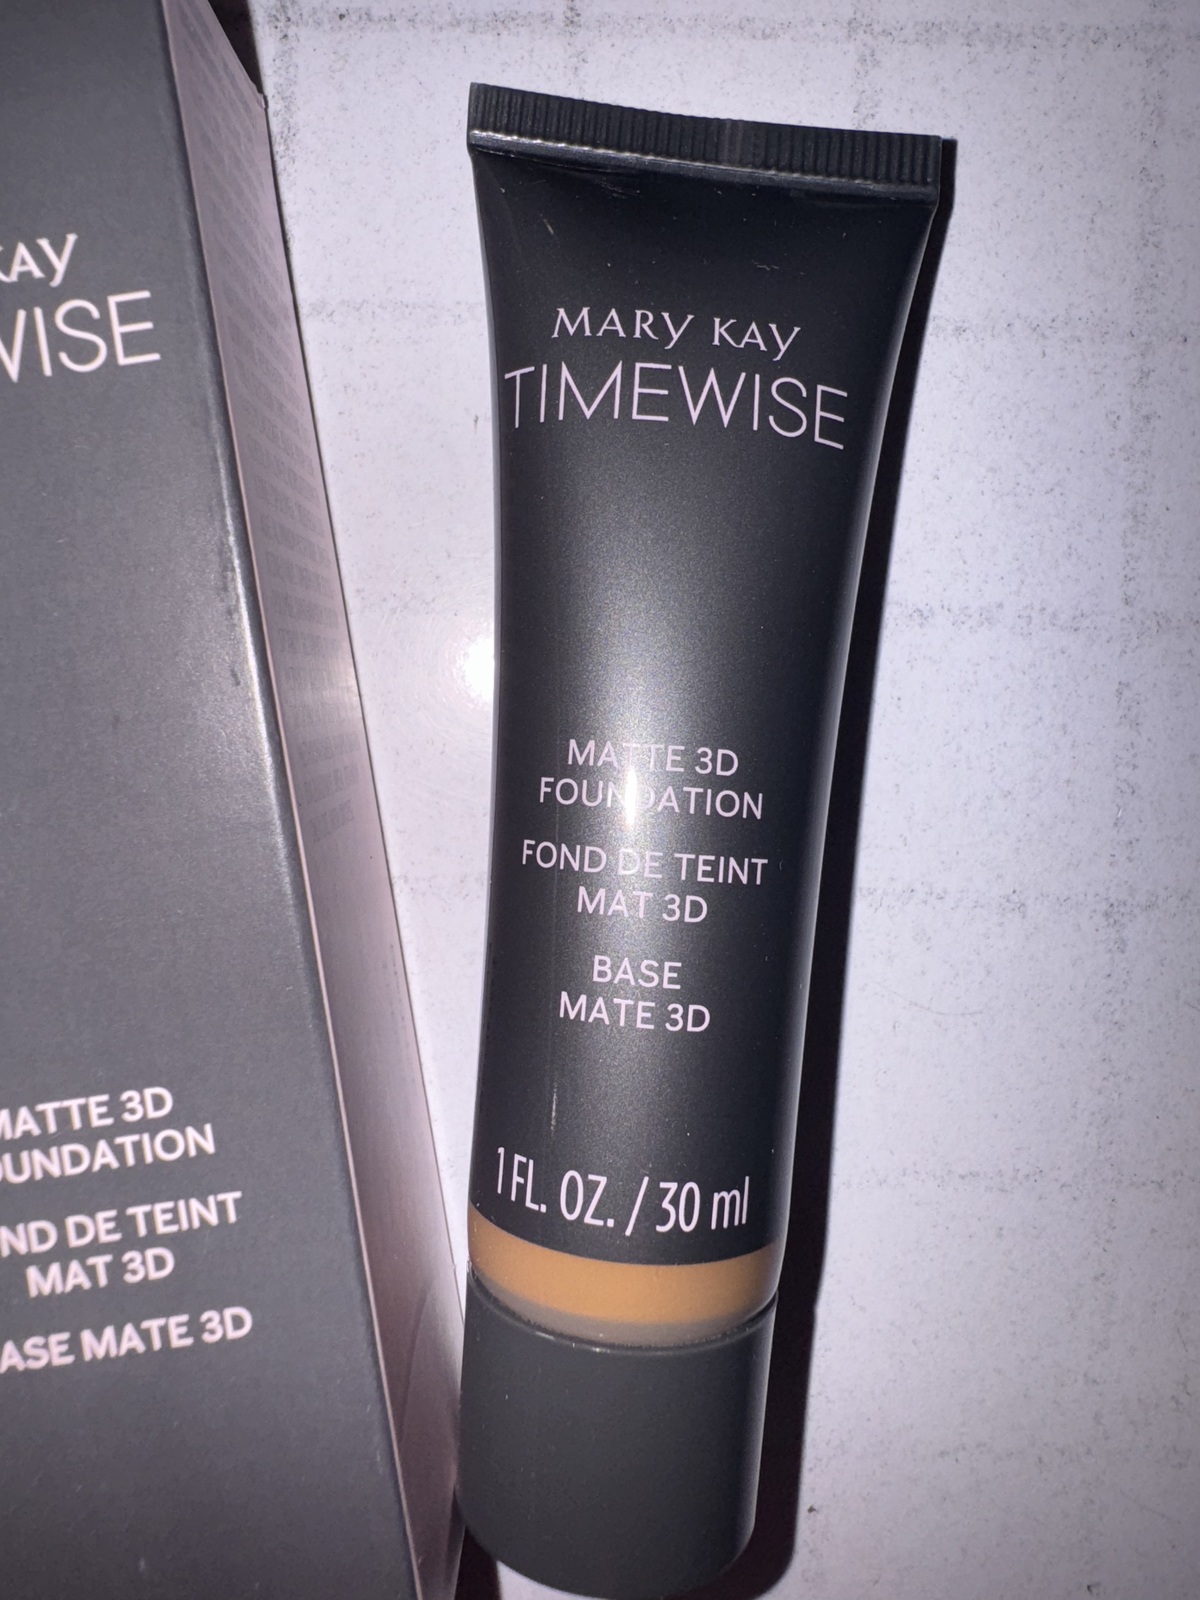 KAY
WISE
MATTE 3D
OUNDATION
ND DE TEINT
MAT 3D
ASE MATE 3D
MARY KAY
TIMEWISE
MATTE 3D
FOUNDATION
FOND DE TEINT
MAT 3D
BASE
MATE 3D
1 FL. OZ. / 30 ml